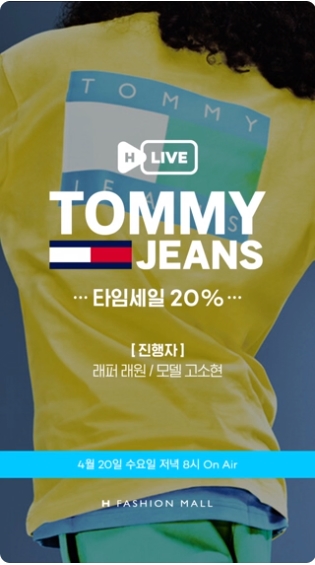 TOMMY
JEANS
H LIVE
TOMMY
JEANS
··· 타임세일 20% ···
[ 진행자 ]
래퍼 래원 / 모델 고소현
4월 20일 수요일 저녁 8시 On Air
H FASHION MALL